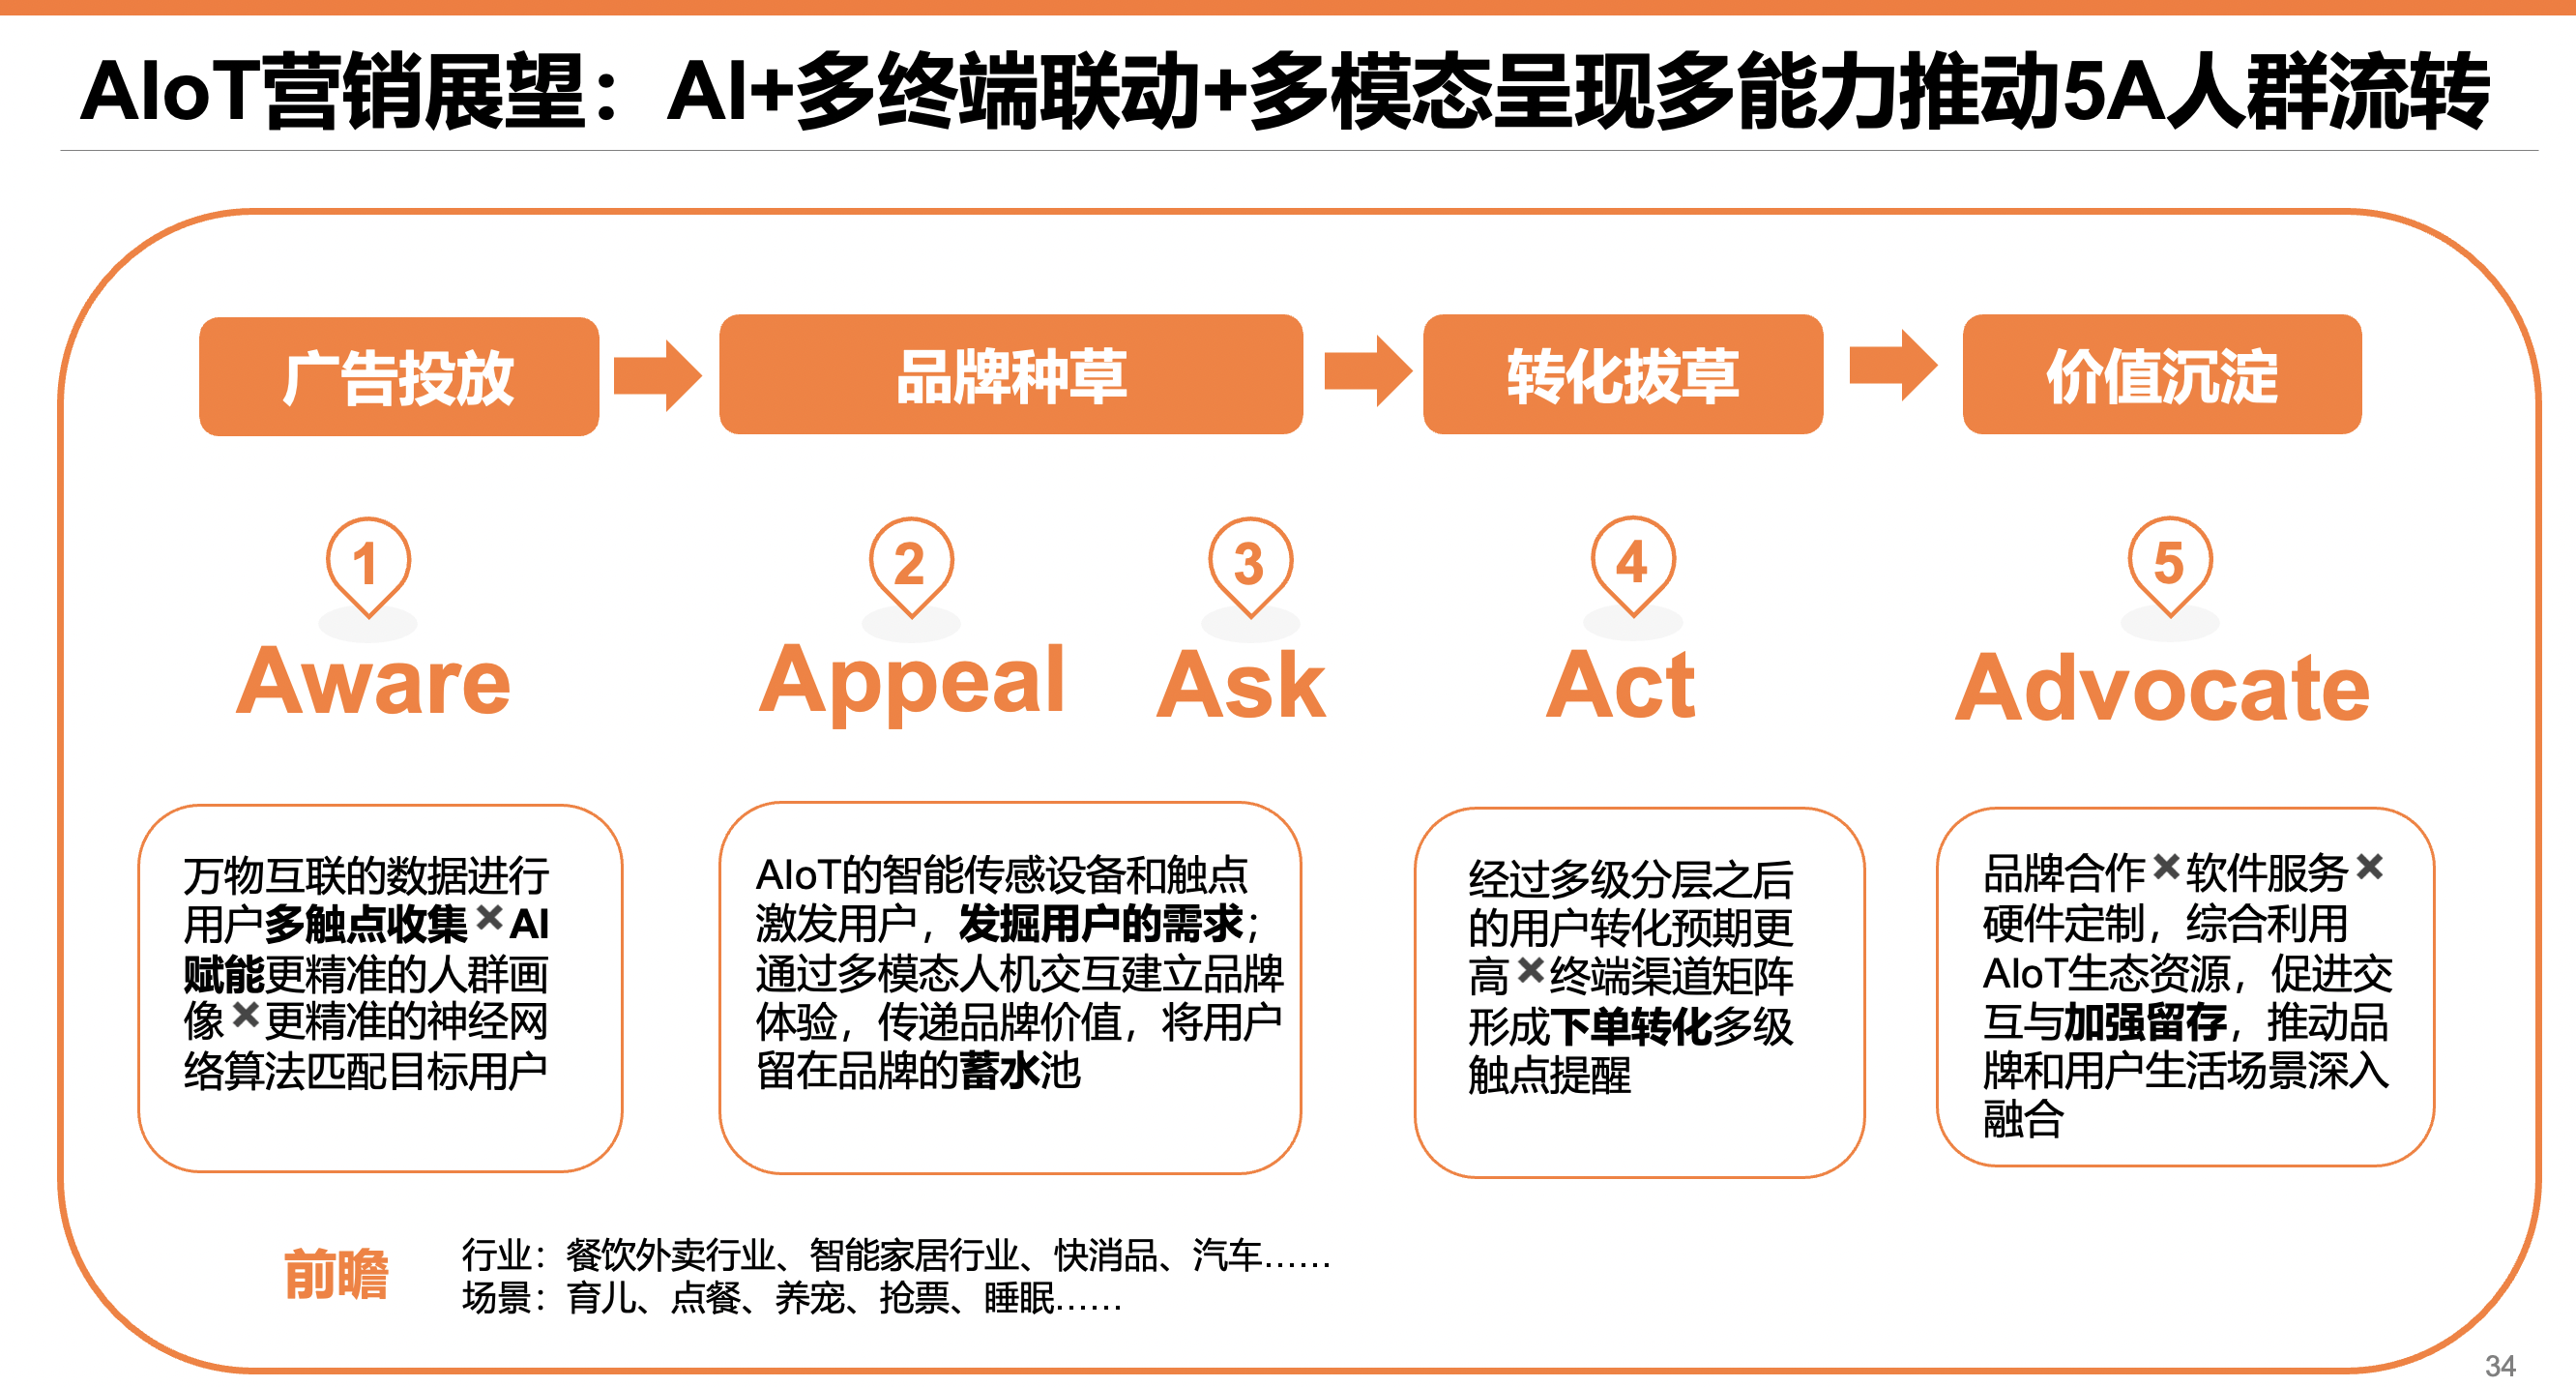 AIoT营销展望：AI+多终端联动+多模态呈现多能力推动5A人群流转
广告投放
品牌种草
转化拔草
价值沉淀
1
2
3
4
5
Aware
Appeal
Ask
Act
Advocate
万物互联的数据进行
用户多触点收集✖AI
赋能更精准的人群画
像✖更精准的神经网
络算法匹配目标用户
AIoT的智能传感设备和触点
激发用户，发掘用户的需求；
通过多模态人机交互建立品牌
体验，传递品牌价值，将用户
留在品牌的蓄水池
经过多级分层之后
的用户转化预期更
高✖终端渠道矩阵
形成下单转化多级
触点提醒
品牌合作✖软件服务✖
硬件定制，综合利用
AIoT生态资源，促进交
互与加强留存，推动品
牌和用户生活场景深入
融合
前瞻
行业：餐饮外卖行业、智能家居行业、快消品、汽车……
场景：育儿、点餐、养宠、抢票、睡眠……
34